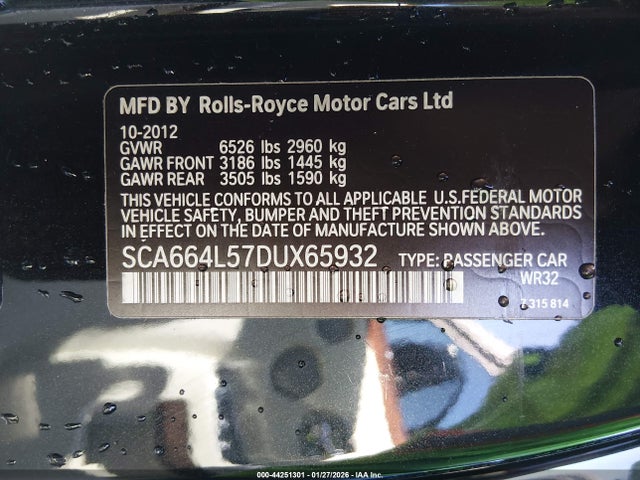 MFD BY Rolls-Royce Motor Cars Ltd
10-2012
GVWR 6526 lbs 2960 kg
GAWR FRONT 3186 lbs 1445 kg
GAWR REAR 3505 lbs 1590 kg
THIS VEHICLE CONFORMS TO ALL APPLICABLE U.S.FEDERAL MOTOR
VEHICLE SAFETY, BUMPER AND THEFT PREVENTION STANDARDS IN
EFFECT ON THE DATE OF MANUFACTURE SHOWN ABOVE.
SCA664L57DUX65932 TYPE: PASSENGER CAR
WR32
7 315 814
000-44251301 - 01/27/2026 - IAA Inc.